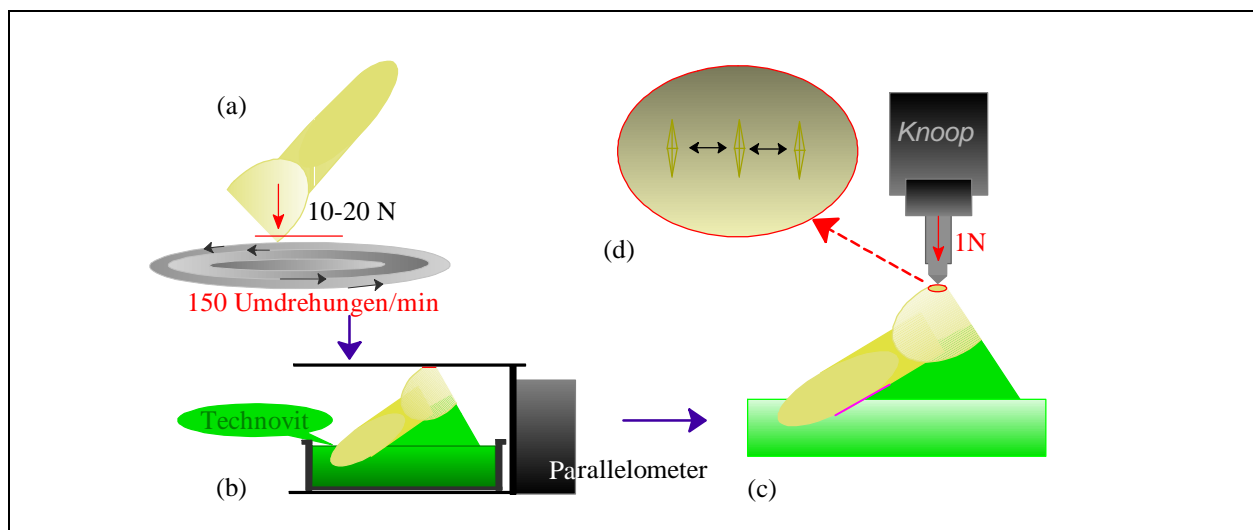 (a)
10-20 N
150 Umdrehungen/min
Technovit
(b)
Parallelometer
(d)
Knoop
1N
(c)